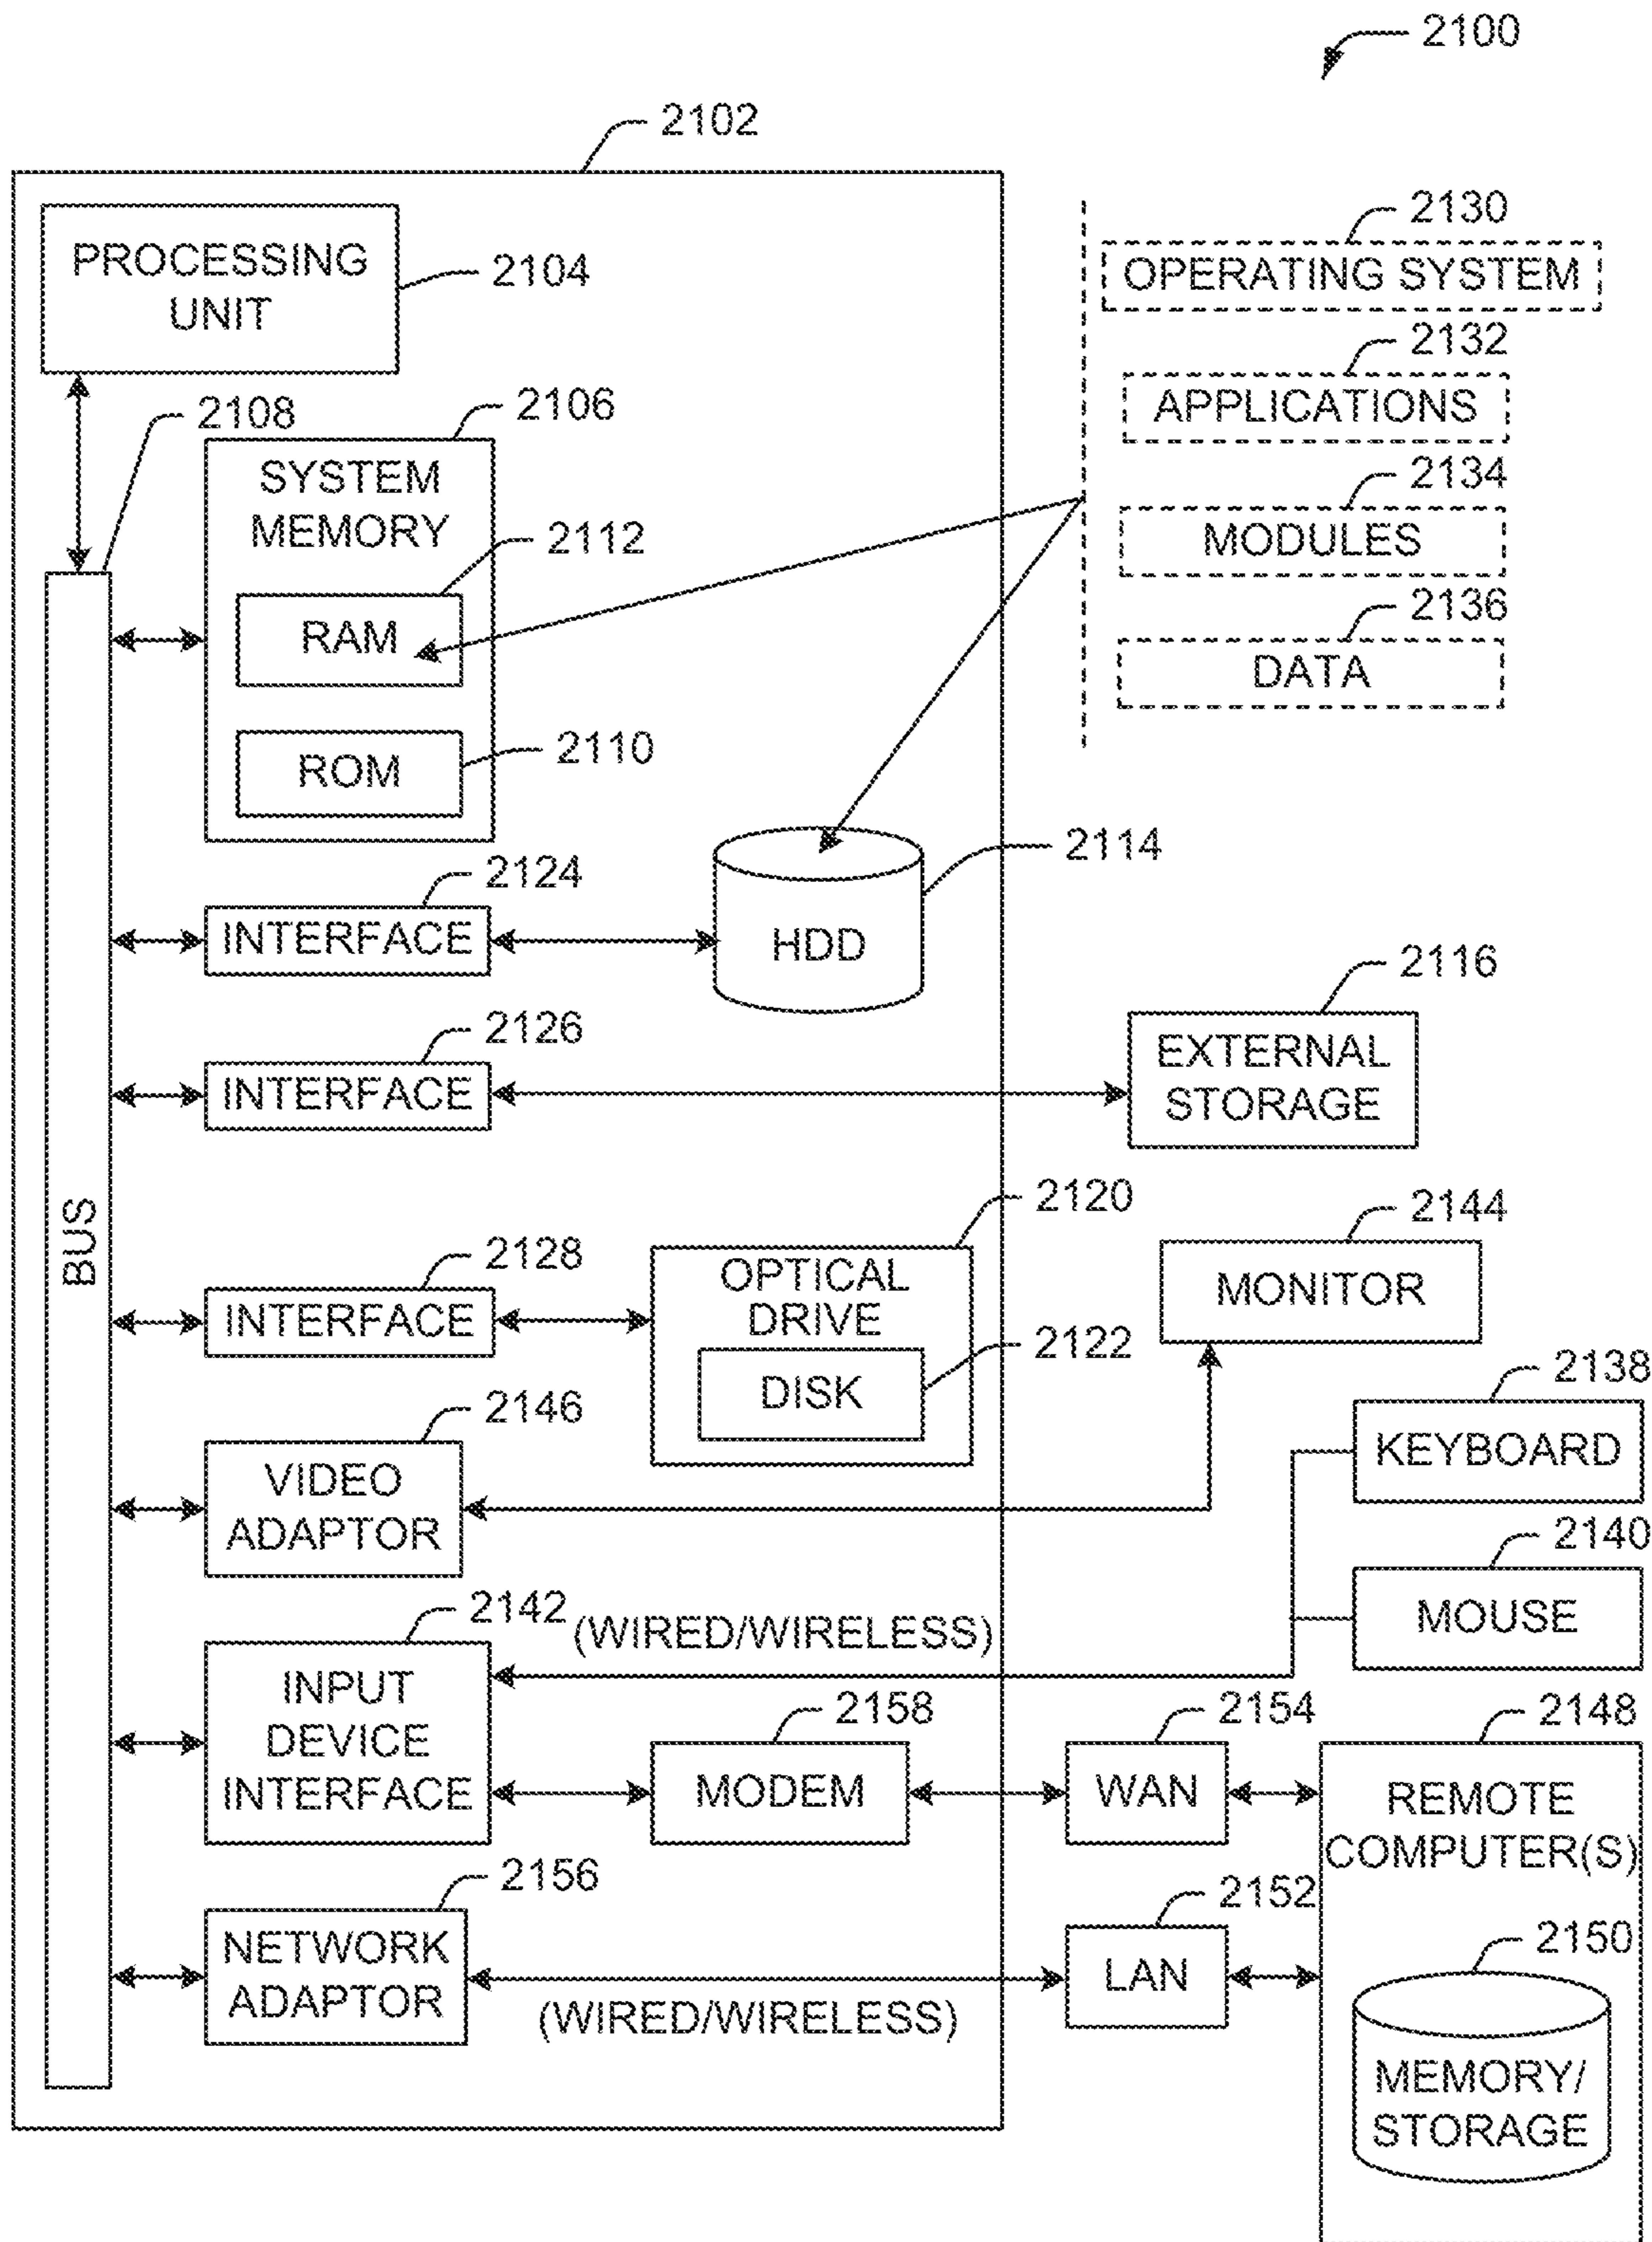 2100
2102
PROCESSING
UNIT
2104
2130
OPERATING SYSTEM
2132
APPLICATIONS
2134
MODULES
2136
DATA
2108
2106
SYSTEM
MEMORY
2112
RAM
2110
ROM
2124
INTERFACE
2114
HDD
2126
INTERFACE
2116
EXTERNAL
STORAGE
BUS
2128
INTERFACE
2120
OPTICAL
DRIVE
2122
DISK
2144
MONITOR
2138
KEYBOARD
2146
VIDEO
ADAPTOR
2140
MOUSE
2142
(WIRED/WIRELESS)
INPUT
DEVICE
INTERFACE
2158
MODEM
2154
WAN
2148
REMOTE
COMPUTER(S)
2156
NETWORK
ADAPTOR
(WIRED/WIRELESS)
2152
LAN
2150
MEMORY/
STORAGE